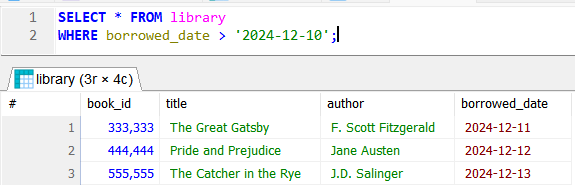 1 SELECT * FROM library
2 WHERE borrowed_date > '2024-12-10';
library (3r × 4c)
# book_id title author borrowed_date
1 333,333 The Great Gatsby F. Scott Fitzgerald 2024-12-11
2 444,444 Pride and Prejudice Jane Austen 2024-12-12
3 555,555 The Catcher in the Rye J.D. Salinger 2024-12-13